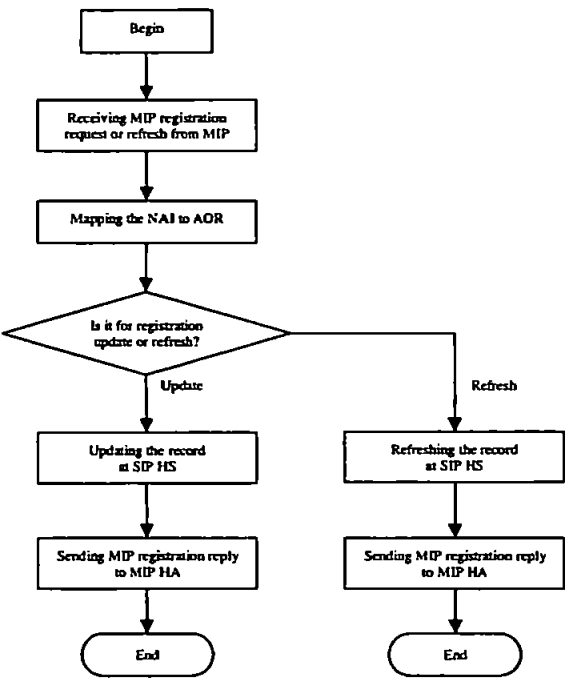 Begin
Receiving MIP registration
request or refresh from MIP
Mapping the NAI to AOR
Is it for registration
update or refresh?
Update
Refresh
Updating the record
at SIP HS
Refreshing the record
at SIP HS
Sending MIP registration reply
to MIP HA
Sending MIP registration reply
to MIP HA
End
End